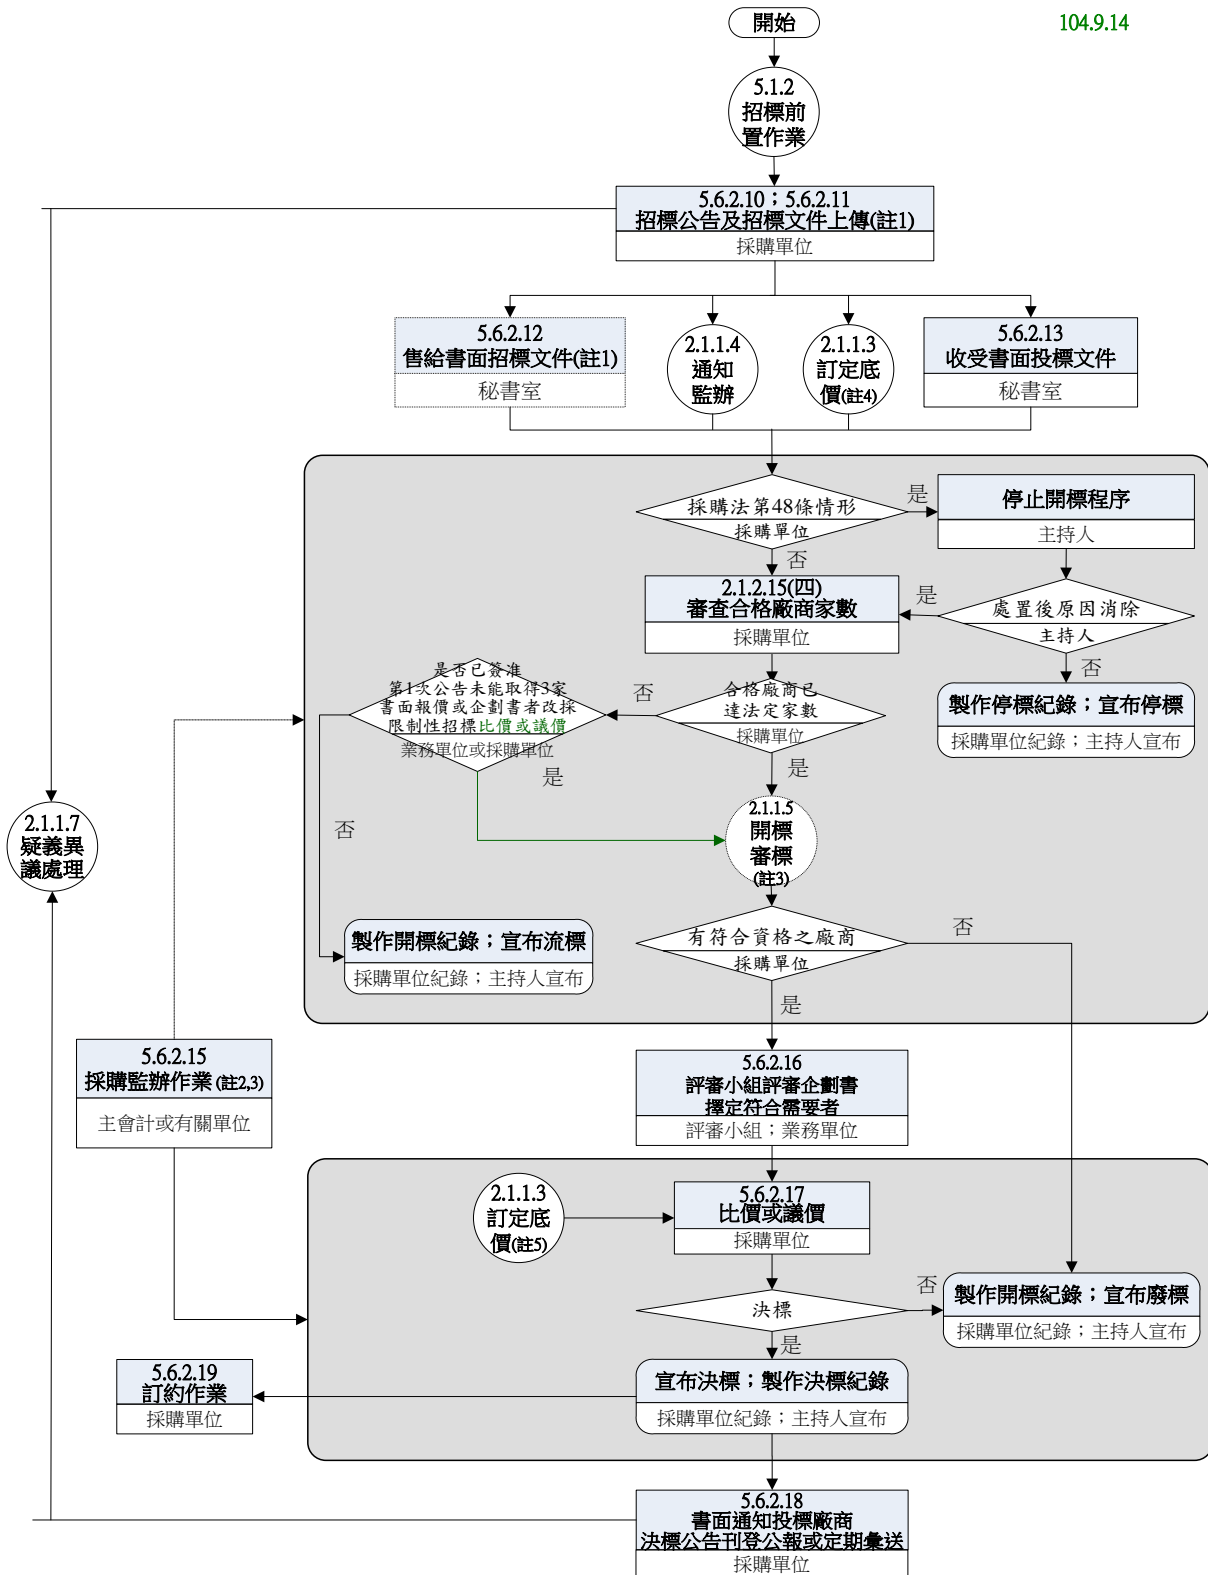 開始
104.9.14
5.1.2
招標前
置作業
5.6.2.10；5.6.2.11
招標公告及招標文件上傳(註1)
採購單位
5.6.2.12
售給書面招標文件(註1)
秘書室
2.1.1.4
通知
監辦
2.1.1.3
訂定底
價(註4)
5.6.2.13
收受書面投標文件
秘書室
採購法第48條情形
採購單位
是
停止開標程序
主持人
否
2.1.2.15(四)
審查合格廠商家數
採購單位
是
處置後原因消除
主持人
否
製作停標紀錄；宣布停標
採購單位紀錄；主持人宣布
是否已簽准
第1次公告未能取得3家
書面報價或企劃書者改採
限制性招標比價或議價
業務單位或採購單位
否
合格廠商已
達法定家數
採購單位
是
是
否
2.1.1.5
開標
審標
(註3)
2.1.1.7
疑義異
議處理
製作開標紀錄；宣布流標
採購單位紀錄；主持人宣布
有符合資格之廠商
採購單位
否
是
5.6.2.15
採購監辦作業(註2,3)
主會計或有關單位
5.6.2.16
評審小組評審企劃書
擇定符合需要者
評審小組；業務單位
2.1.1.3
訂定底
價(註5)
5.6.2.17
比價或議價
採購單位
決標
否
製作開標紀錄；宣布廢標
採購單位紀錄；主持人宣布
是
5.6.2.19
訂約作業
採購單位
宣布決標；製作決標紀錄
採購單位紀錄；主持人宣布
5.6.2.18
書面通知投標廠商
決標公告刊登公報或定期彙送
採購單位